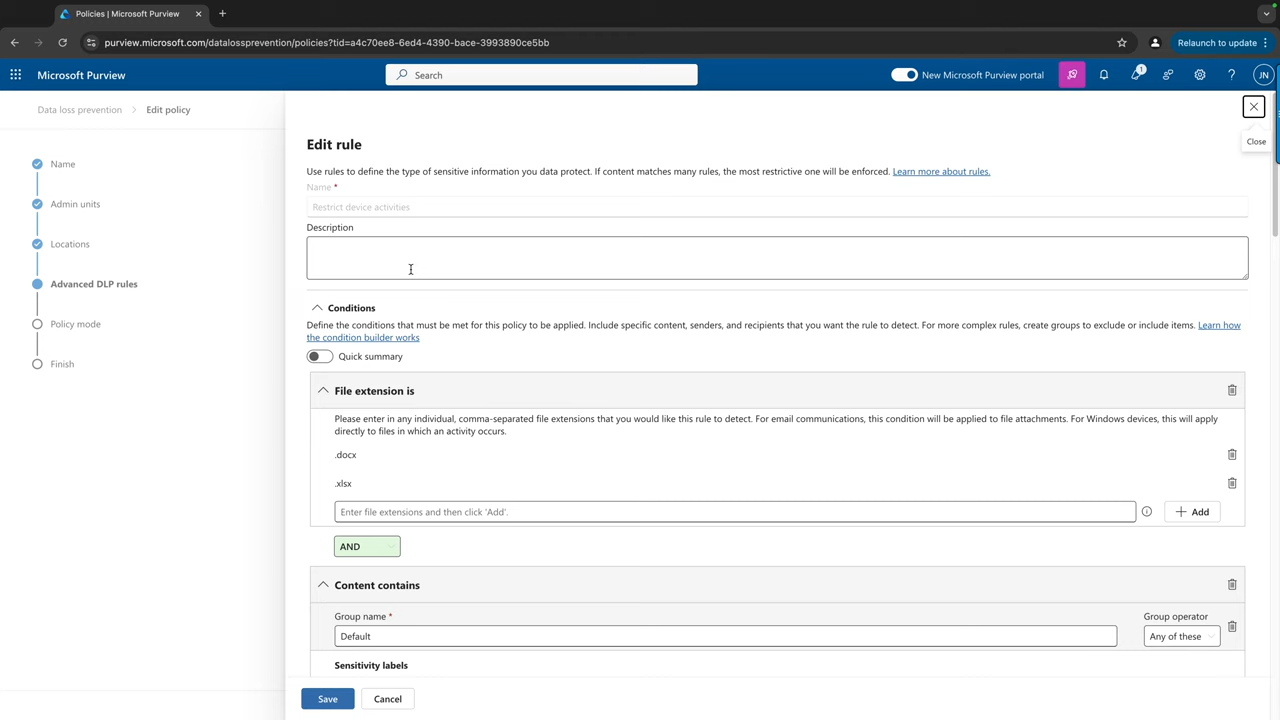 Policies | Microsoft Purview
purview.microsoft.com/datalossprevention/policies?tid=a4c70ee8-6ed4-4390-bace-3993890ce5bb
Relaunch to update
Microsoft Purview
Search
New Microsoft Purview portal
1
JN
Data loss prevention
Edit policy
Close
Name
Admin units
Locations
Advanced DLP rules
Policy mode
Finish
Edit rule
Use rules to define the type of sensitive information you data protect. If content matches many rules, the most restrictive one will be enforced. Learn more about rules.
Name *
Restrict device activities
Description
Conditions
Define the conditions that must be met for this policy to be applied. Include specific content, senders, and recipients that you want the rule to detect. For more complex rules, create groups to exclude or include items. Learn how
the condition builder works
Quick summary
File extension is
Please enter in any individual, comma-separated file extensions that you would like this rule to detect. For email communications, this condition will be applied to file attachments. For Windows devices, this will apply
directly to files in which an activity occurs.
.docx
.xlsx
Enter file extensions and then click 'Add'.
Add
AND
Content contains
Group name *
Group operator
Default
Any of these
Sensitivity labels
Save
Cancel